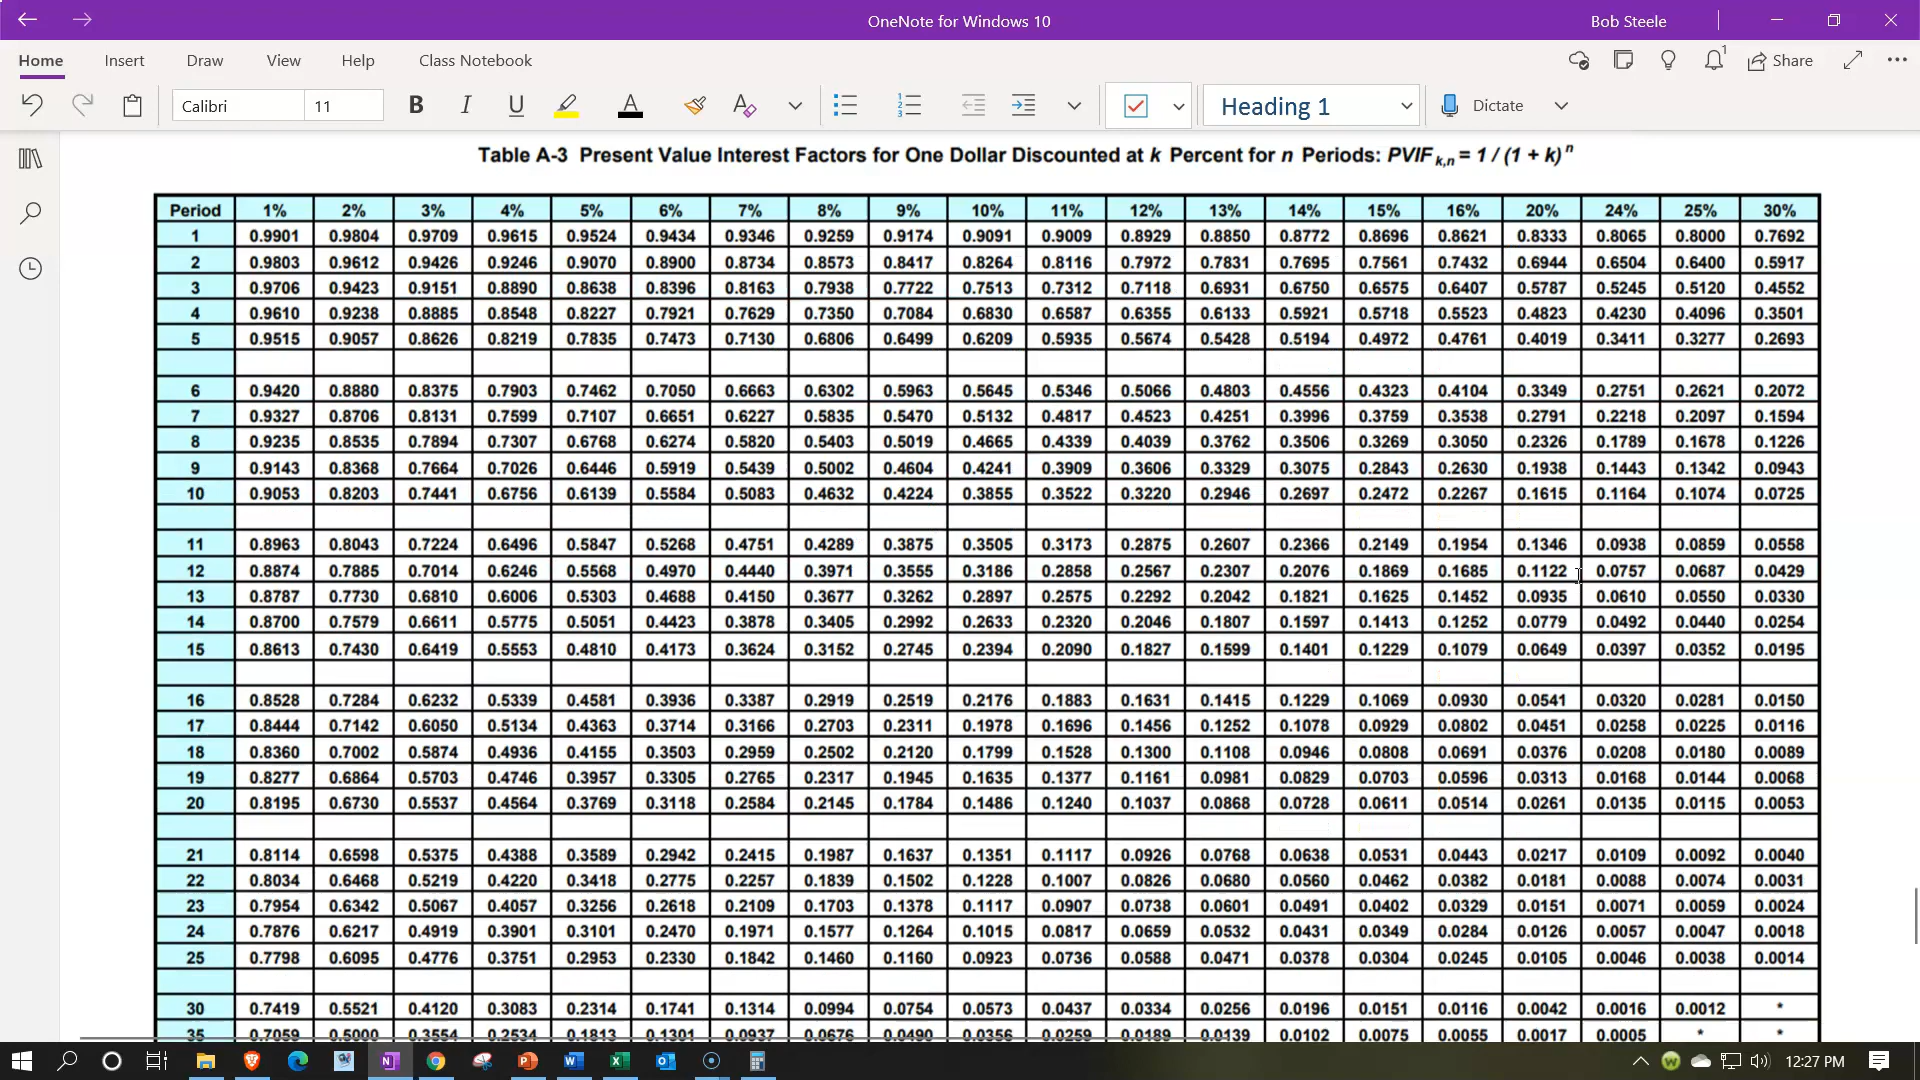 OneNote for Windows 10
Bob Steele
Home Insert Draw View Help Class Notebook
1 Share
Calibri 11 B I U A A Heading 1 Dictate
Table A-3 Present Value Interest Factors for One Dollar Discounted at k Percent for n Periods: PVIF k,n = 1 / (1 + k) n
Period 1% 2% 3% 4% 5% 6% 7% 8% 9% 10% 11% 12% 13% 14% 15% 16% 20% 24% 25% 30%
1 0.9901 0.9804 0.9709 0.9615 0.9524 0.9434 0.9346 0.9259 0.9174 0.9091 0.9009 0.8929 0.8850 0.8772 0.8696 0.8621 0.8333 0.8065 0.8000 0.7692
2 0.9803 0.9612 0.9426 0.9246 0.9070 0.8900 0.8734 0.8573 0.8417 0.8264 0.8116 0.7972 0.7831 0.7695 0.7561 0.7432 0.6944 0.6504 0.6400 0.5917
3 0.9706 0.9423 0.9151 0.8890 0.8638 0.8396 0.8163 0.7938 0.7722 0.7513 0.7312 0.7118 0.6931 0.6750 0.6575 0.6407 0.5787 0.5245 0.5120 0.4552
4 0.9610 0.9238 0.8885 0.8548 0.8227 0.7921 0.7629 0.7350 0.7084 0.6830 0.6587 0.6355 0.6133 0.5921 0.5718 0.5523 0.4823 0.4230 0.4096 0.3501
5 0.9515 0.9057 0.8626 0.8219 0.7835 0.7473 0.7130 0.6806 0.6499 0.6209 0.5935 0.5674 0.5428 0.5194 0.4972 0.4761 0.4019 0.3411 0.3277 0.2693
6 0.9420 0.8880 0.8375 0.7903 0.7462 0.7050 0.6663 0.6302 0.5963 0.5645 0.5346 0.5066 0.4803 0.4556 0.4323 0.4104 0.3349 0.2751 0.2621 0.2072
7 0.9327 0.8706 0.8131 0.7599 0.7107 0.6651 0.6227 0.5835 0.5470 0.5132 0.4817 0.4523 0.4251 0.3996 0.3759 0.3538 0.2791 0.2218 0.2097 0.1594
8 0.9235 0.8535 0.7894 0.7307 0.6768 0.6274 0.5820 0.5403 0.5019 0.4665 0.4339 0.4039 0.3762 0.3506 0.3269 0.3050 0.2326 0.1789 0.1678 0.1226
9 0.9143 0.8368 0.7664 0.7026 0.6446 0.5919 0.5439 0.5002 0.4604 0.4241 0.3909 0.3606 0.3329 0.3075 0.2843 0.2630 0.1938 0.1443 0.1342 0.0943
10 0.9053 0.8203 0.7441 0.6756 0.6139 0.5584 0.5083 0.4632 0.4224 0.3855 0.3522 0.3220 0.2946 0.2697 0.2472 0.2267 0.1615 0.1164 0.1074 0.0725
11 0.8963 0.8043 0.7224 0.6496 0.5847 0.5268 0.4751 0.4289 0.3875 0.3505 0.3173 0.2875 0.2607 0.2366 0.2149 0.1954 0.1346 0.0938 0.0859 0.0558
12 0.8874 0.7885 0.7014 0.6246 0.5568 0.4970 0.4440 0.3971 0.3555 0.3186 0.2858 0.2567 0.2307 0.2076 0.1869 0.1685 0.1122 0.0757 0.0687 0.0429
13 0.8787 0.7730 0.6810 0.6006 0.5303 0.4688 0.4150 0.3677 0.3262 0.2897 0.2575 0.2292 0.2042 0.1821 0.1625 0.1452 0.0935 0.0610 0.0550 0.0330
14 0.8700 0.7579 0.6611 0.5775 0.5051 0.4423 0.3878 0.3405 0.2992 0.2633 0.2320 0.2046 0.1807 0.1597 0.1413 0.1252 0.0779 0.0492 0.0440 0.0254
15 0.8613 0.7430 0.6419 0.5553 0.4810 0.4173 0.3624 0.3152 0.2745 0.2394 0.2090 0.1827 0.1599 0.1401 0.1229 0.1079 0.0649 0.0397 0.0352 0.0195
16 0.8528 0.7284 0.6232 0.5339 0.4581 0.3936 0.3387 0.2919 0.2519 0.2176 0.1883 0.1631 0.1415 0.1229 0.1069 0.0930 0.0541 0.0320 0.0281 0.0150
17 0.8444 0.7142 0.6050 0.5134 0.4363 0.3714 0.3166 0.2703 0.2311 0.1978 0.1696 0.1456 0.1252 0.1078 0.0929 0.0802 0.0451 0.0258 0.0225 0.0116
18 0.8360 0.7002 0.5874 0.4936 0.4155 0.3503 0.2959 0.2502 0.2120 0.1799 0.1528 0.1300 0.1108 0.0946 0.0808 0.0691 0.0376 0.0208 0.0180 0.0089
19 0.8277 0.6864 0.5703 0.4746 0.3957 0.3305 0.2765 0.2317 0.1945 0.1635 0.1377 0.1161 0.0981 0.0829 0.0703 0.0596 0.0313 0.0168 0.0144 0.0068
20 0.8195 0.6730 0.5537 0.4564 0.3769 0.3118 0.2584 0.2145 0.1784 0.1486 0.1240 0.1037 0.0868 0.0728 0.0611 0.0514 0.0261 0.0135 0.0115 0.0053
21 0.8114 0.6598 0.5375 0.4388 0.3589 0.2942 0.2415 0.1987 0.1637 0.1351 0.1117 0.0926 0.0768 0.0638 0.0531 0.0443 0.0217 0.0109 0.0092 0.0040
22 0.8034 0.6468 0.5219 0.4220 0.3418 0.2775 0.2257 0.1839 0.1502 0.1228 0.1007 0.0826 0.0680 0.0560 0.0462 0.0382 0.0181 0.0088 0.0074 0.0031
23 0.7954 0.6342 0.5067 0.4057 0.3256 0.2618 0.2109 0.1703 0.1378 0.1117 0.0907 0.0738 0.0601 0.0491 0.0402 0.0329 0.0151 0.0071 0.0059 0.0024
24 0.7876 0.6217 0.4919 0.3901 0.3101 0.2470 0.1971 0.1577 0.1264 0.1015 0.0817 0.0659 0.0532 0.0431 0.0349 0.0284 0.0126 0.0057 0.0047 0.0018
25 0.7798 0.6095 0.4776 0.3751 0.2953 0.2330 0.1842 0.1460 0.1160 0.0923 0.0736 0.0588 0.0471 0.0378 0.0304 0.0245 0.0105 0.0046 0.0038 0.0014
30 0.7419 0.5521 0.4120 0.3083 0.2314 0.1741 0.1314 0.0994 0.0754 0.0573 0.0437 0.0334 0.0256 0.0196 0.0151 0.0116 0.0042 0.0016 0.0012 *
35 0.7059 0.5000 0.3554 0.2534 0.1813 0.1301 0.0937 0.0676 0.0490 0.0356 0.0259 0.0189 0.0139 0.0102 0.0075 0.0055 0.0017 0.0005 * *
12:27 PM